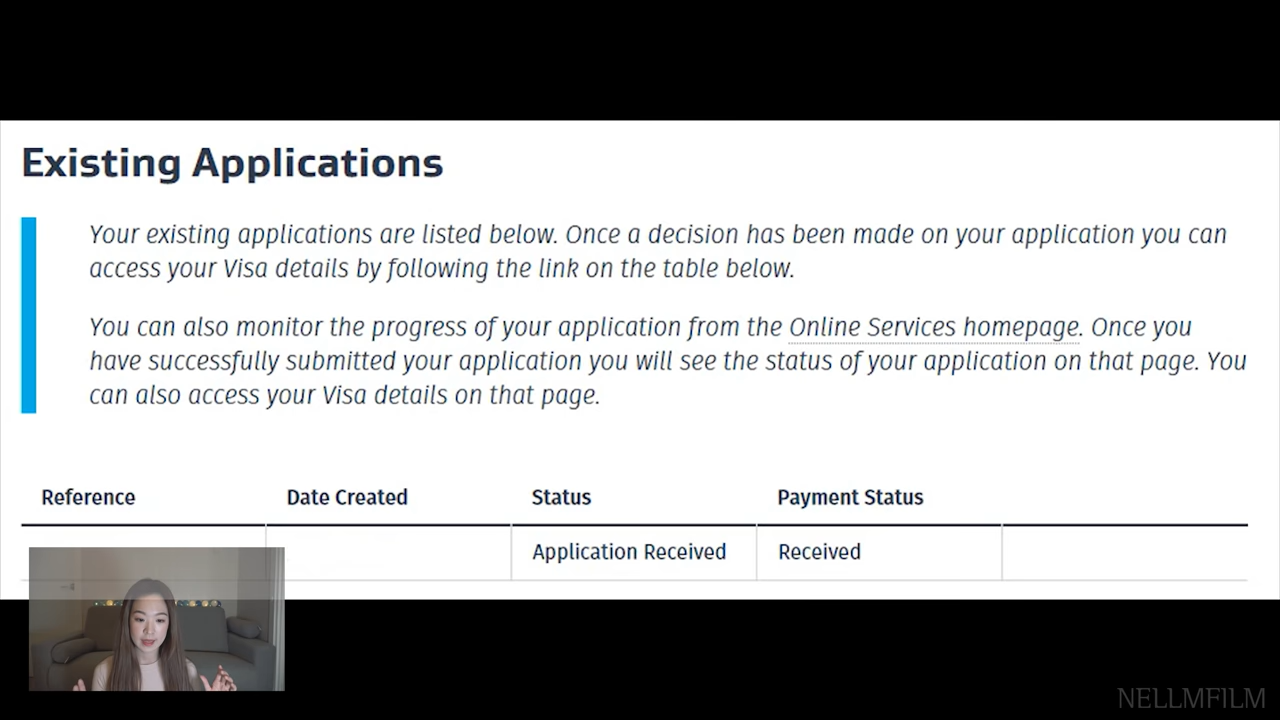 Existing Applications
Your existing applications are listed below. Once a decision has been made on your application you can
access your Visa details by following the link on the table below.
You can also monitor the progress of your application from the Online Services homepage. Once you
have successfully submitted your application you will see the status of your application on that page. You
can also access your Visa details on that page.
Reference Date Created Status Payment Status
Application Received Received
NELLMFILM